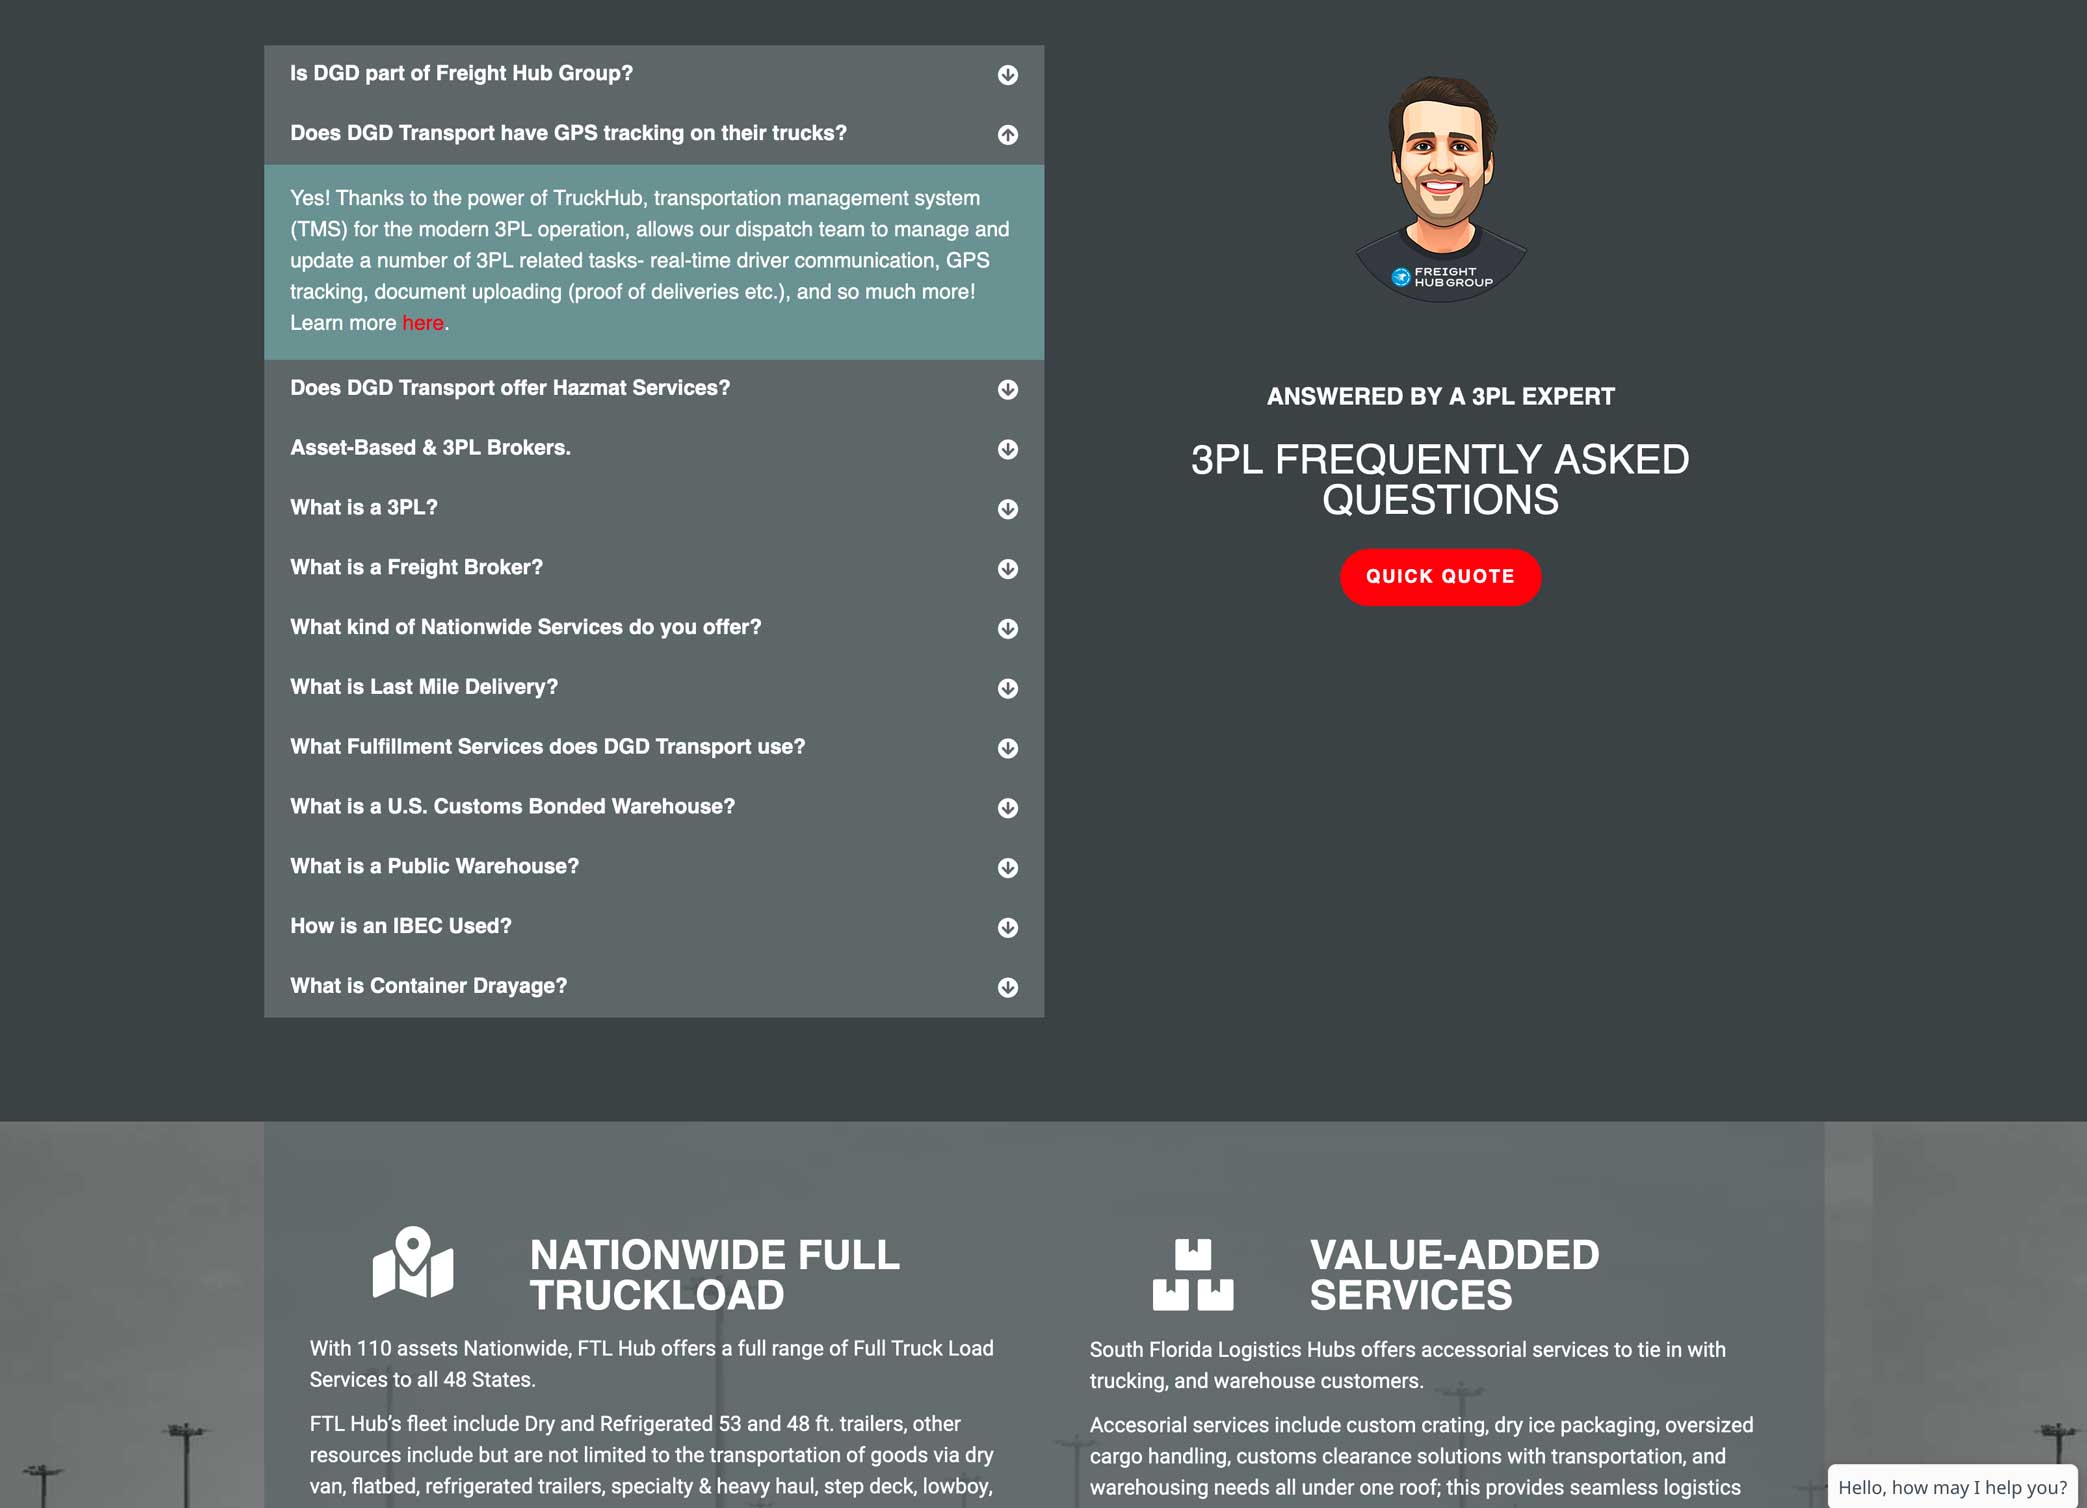 Is DGD part of Freight Hub Group?
Does DGD Transport have GPS tracking on their trucks?
Yes! Thanks to the power of TruckHub, transportation management system
(TMS) for the modern 3PL operation, allows our dispatch team to manage and
update a number of 3PL related tasks- real-time driver communication, GPS
tracking, document uploading (proof of deliveries etc.), and so much more!
Learn more here.
Does DGD Transport offer Hazmat Services?
Asset-Based & 3PL Brokers.
What is a 3PL?
What is a Freight Broker?
What kind of Nationwide Services do you offer?
What is Last Mile Delivery?
What Fulfillment Services does DGD Transport use?
What is a U.S. Customs Bonded Warehouse?
What is a Public Warehouse?
How is an IBEC Used?
What is Container Drayage?
FREIGHT
HUB GROUP
ANSWERED BY A 3PL EXPERT
3PL FREQUENTLY ASKED
QUESTIONS
QUICK QUOTE
NATIONWIDE FULL
TRUCKLOAD
With 110 assets Nationwide, FTL Hub offers a full range of Full Truck Load
Services to all 48 States.
FTL Hub’s fleet include Dry and Refrigerated 53 and 48 ft. trailers, other
resources include but are not limited to the transportation of goods via dry
van, flatbed, refrigerated trailers, specialty & heavy haul, step deck, lowboy,
VALUE-ADDED
SERVICES
South Florida Logistics Hubs offers accessorial services to tie in with
trucking, and warehouse customers.
Accesorial services include custom crating, dry ice packaging, oversized
cargo handling, customs clearance solutions with transportation, and
warehousing needs all under one roof; this provides seamless logistics
Hello, how may I help you?